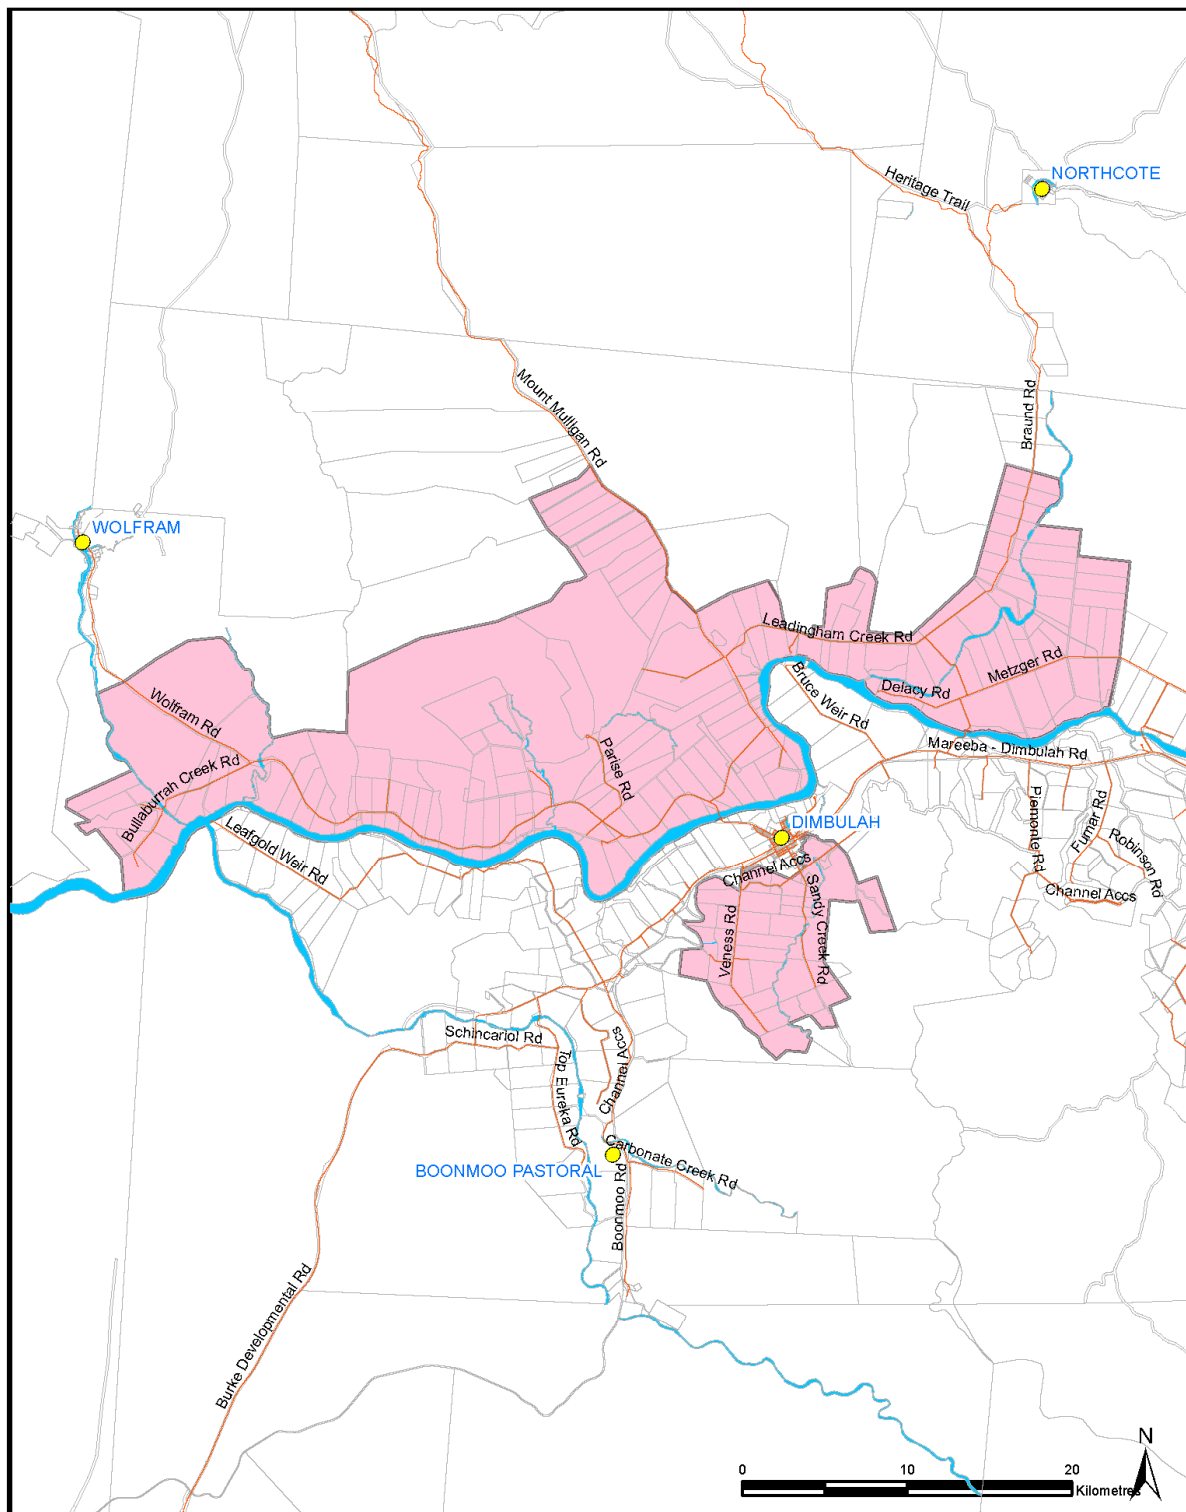 NORTHCOTE
Heritage Trail
Mount Mulligan Rd
Braund Rd
WOLFRAM
Leadingham Creek Rd
Metzger Rd
Delacy Rd
Bruce Weir Rd
Wolfram Rd
Mareeba - Dimbulah Rd
Parise Rd
Bullaburrah Creek Rd
DIMBULAH
Leafgold Weir Rd
Piemonte Rd
Fumar Rd
Robinson Rd
Channel Accs
Channel Accs
Sandy Creek Rd
Veness Rd
Schincariol Rd
Top Eureka Rd
Channel Accs
Carbonate Creek Rd
BOONMOO PASTORAL
Boonmoo Rd
Burke Developmental Rd
N
0 10 20
Kilometres